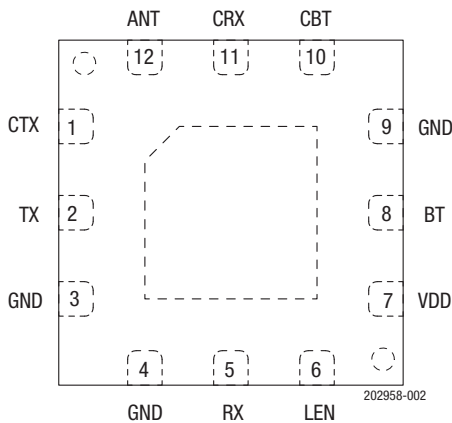 ANT CRX CBT
12 11 10
CTX 1 9 GND
TX 2 8 BT
GND 3 7 VDD
4 5 6
202958-002
GND RX LEN